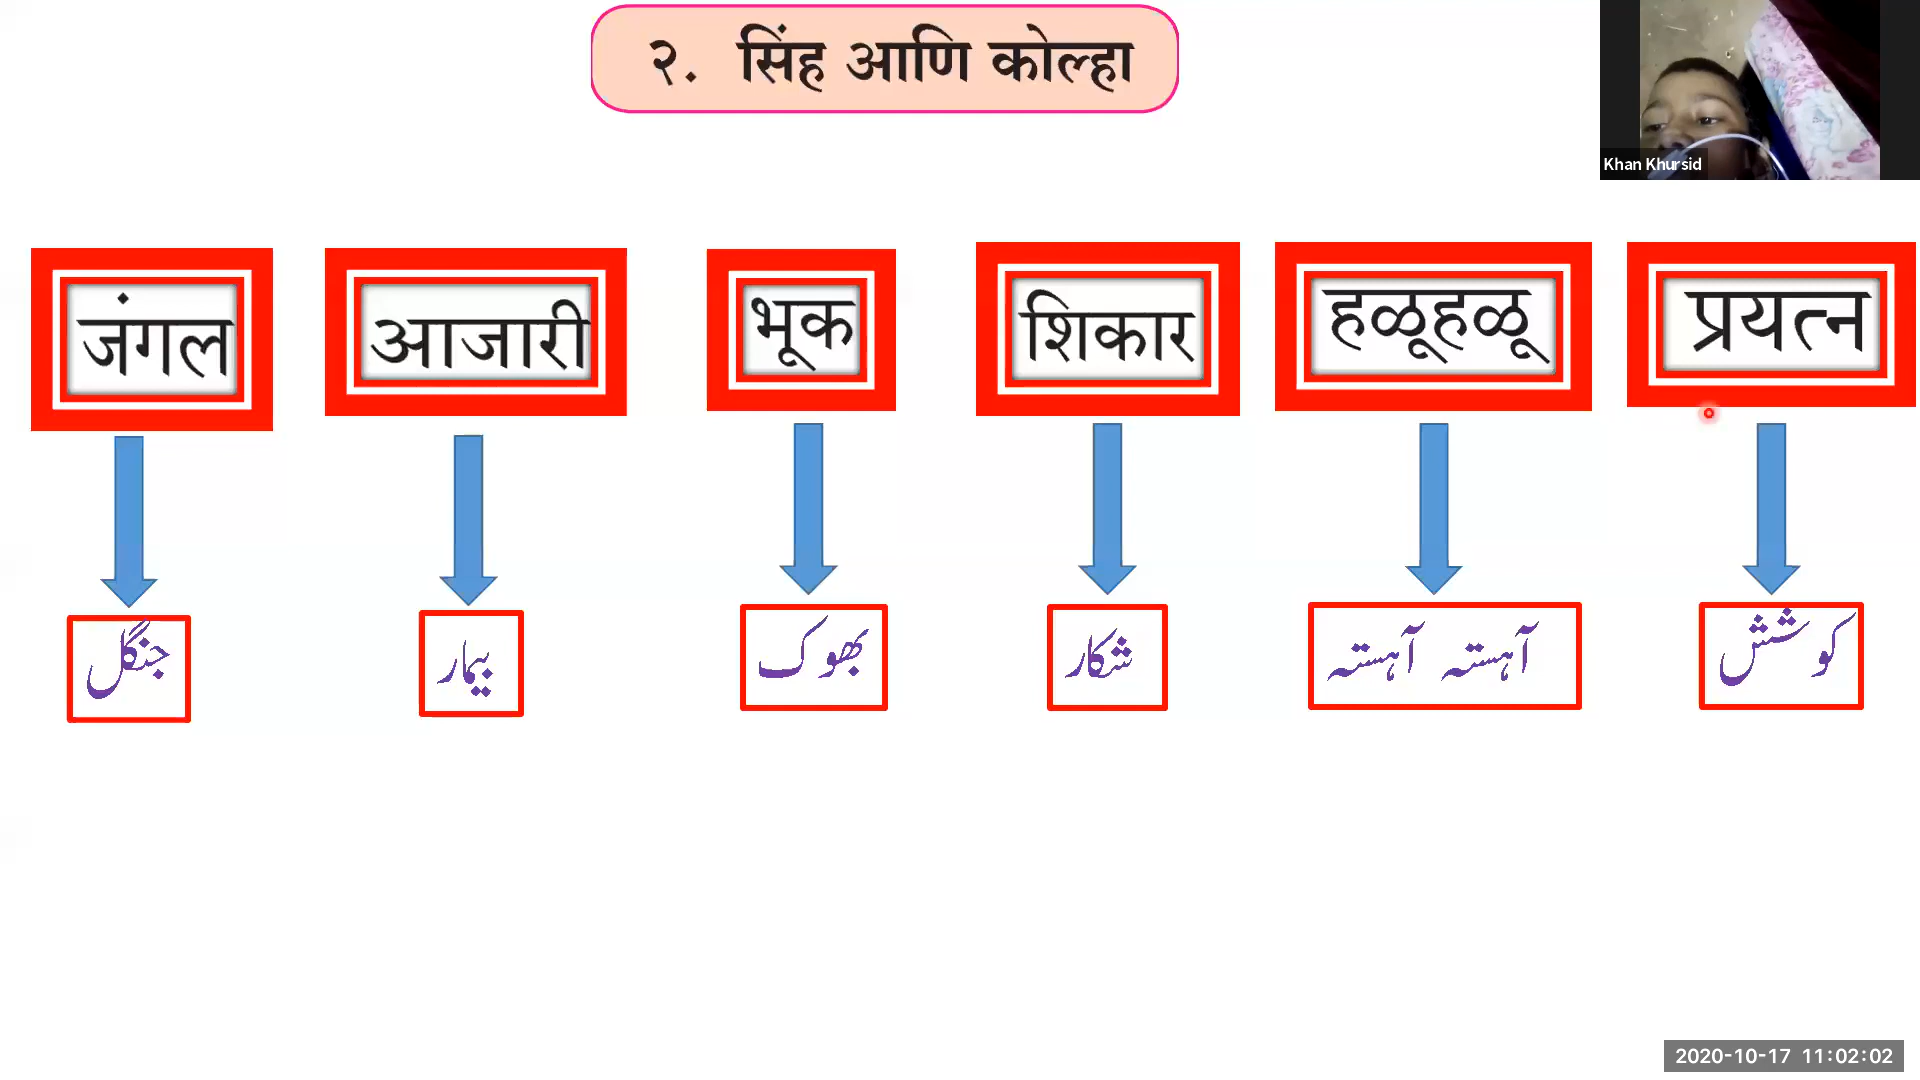 २. सिंह आणि कोल्हा
Khan Khursid
जंगल आजारी भूक शिकार हळूहळू प्रयत्न
جنگل بیمار بھوک شکار آہستہ آہستہ کوشش
2020-10-17 11:02:02